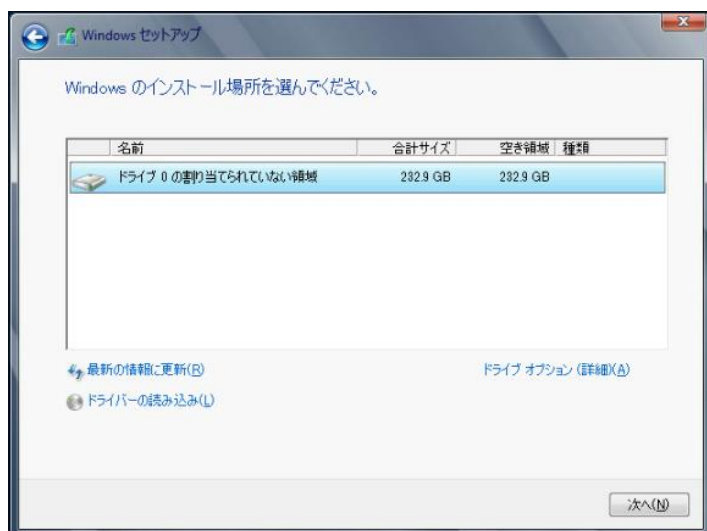 Windows セットアップ
Windows のインストール場所を選んでください。
名前 合計サイズ 空き領域 種類
ドライブ 0 の割り当てられていない領域 232.9 GB 232.9 GB
最新の情報に更新(R) ドライブ オプション (詳細)(A)
ドライバーの読み込み(L)
次へ(N)